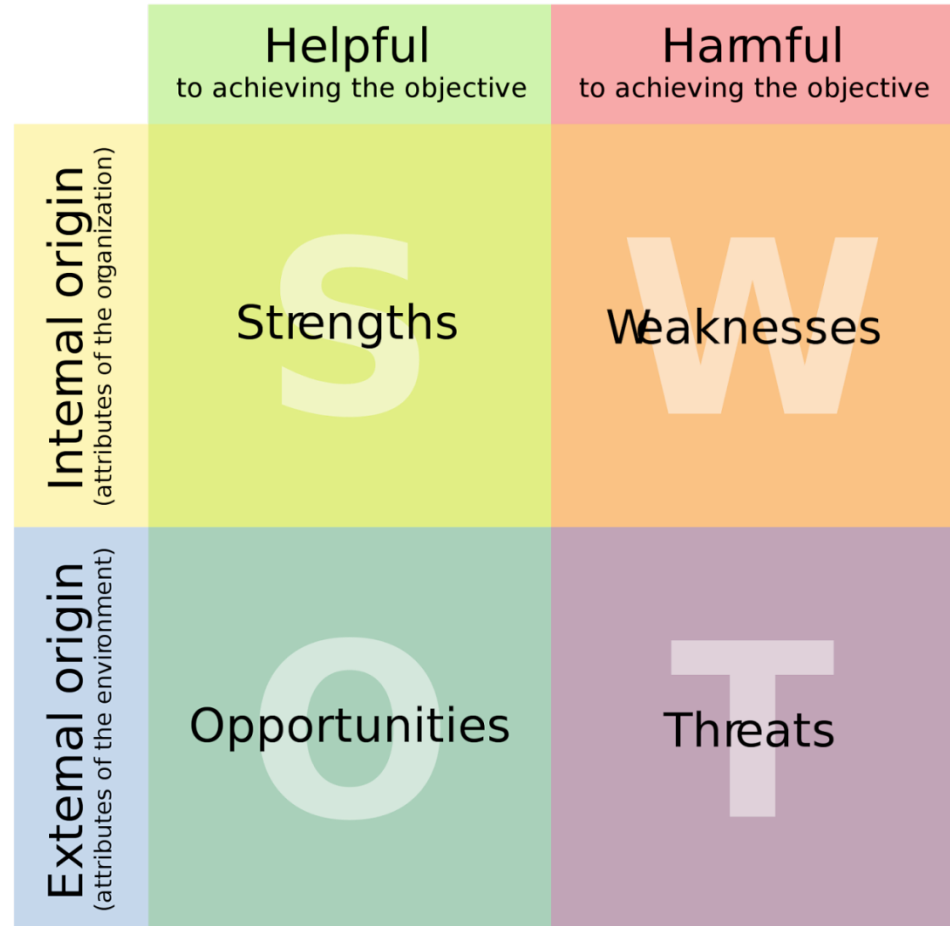 Helpful
to achieving the objective
Harmful
to achieving the objective
Internal origin
(attributes of the organization)
S
Strengths
W
Weaknesses
External origin
(attributes of the environment)
O
Opportunities
T
Threats